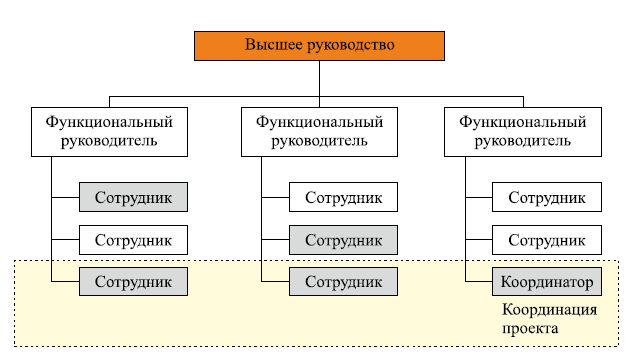 Высшее руководство
Функциональный
руководитель
Функциональный
руководитель
Функциональный
руководитель
Сотрудник
Сотрудник
Сотрудник
Сотрудник
Сотрудник
Сотрудник
Сотрудник
Сотрудник
Координатор
Координация
проекта